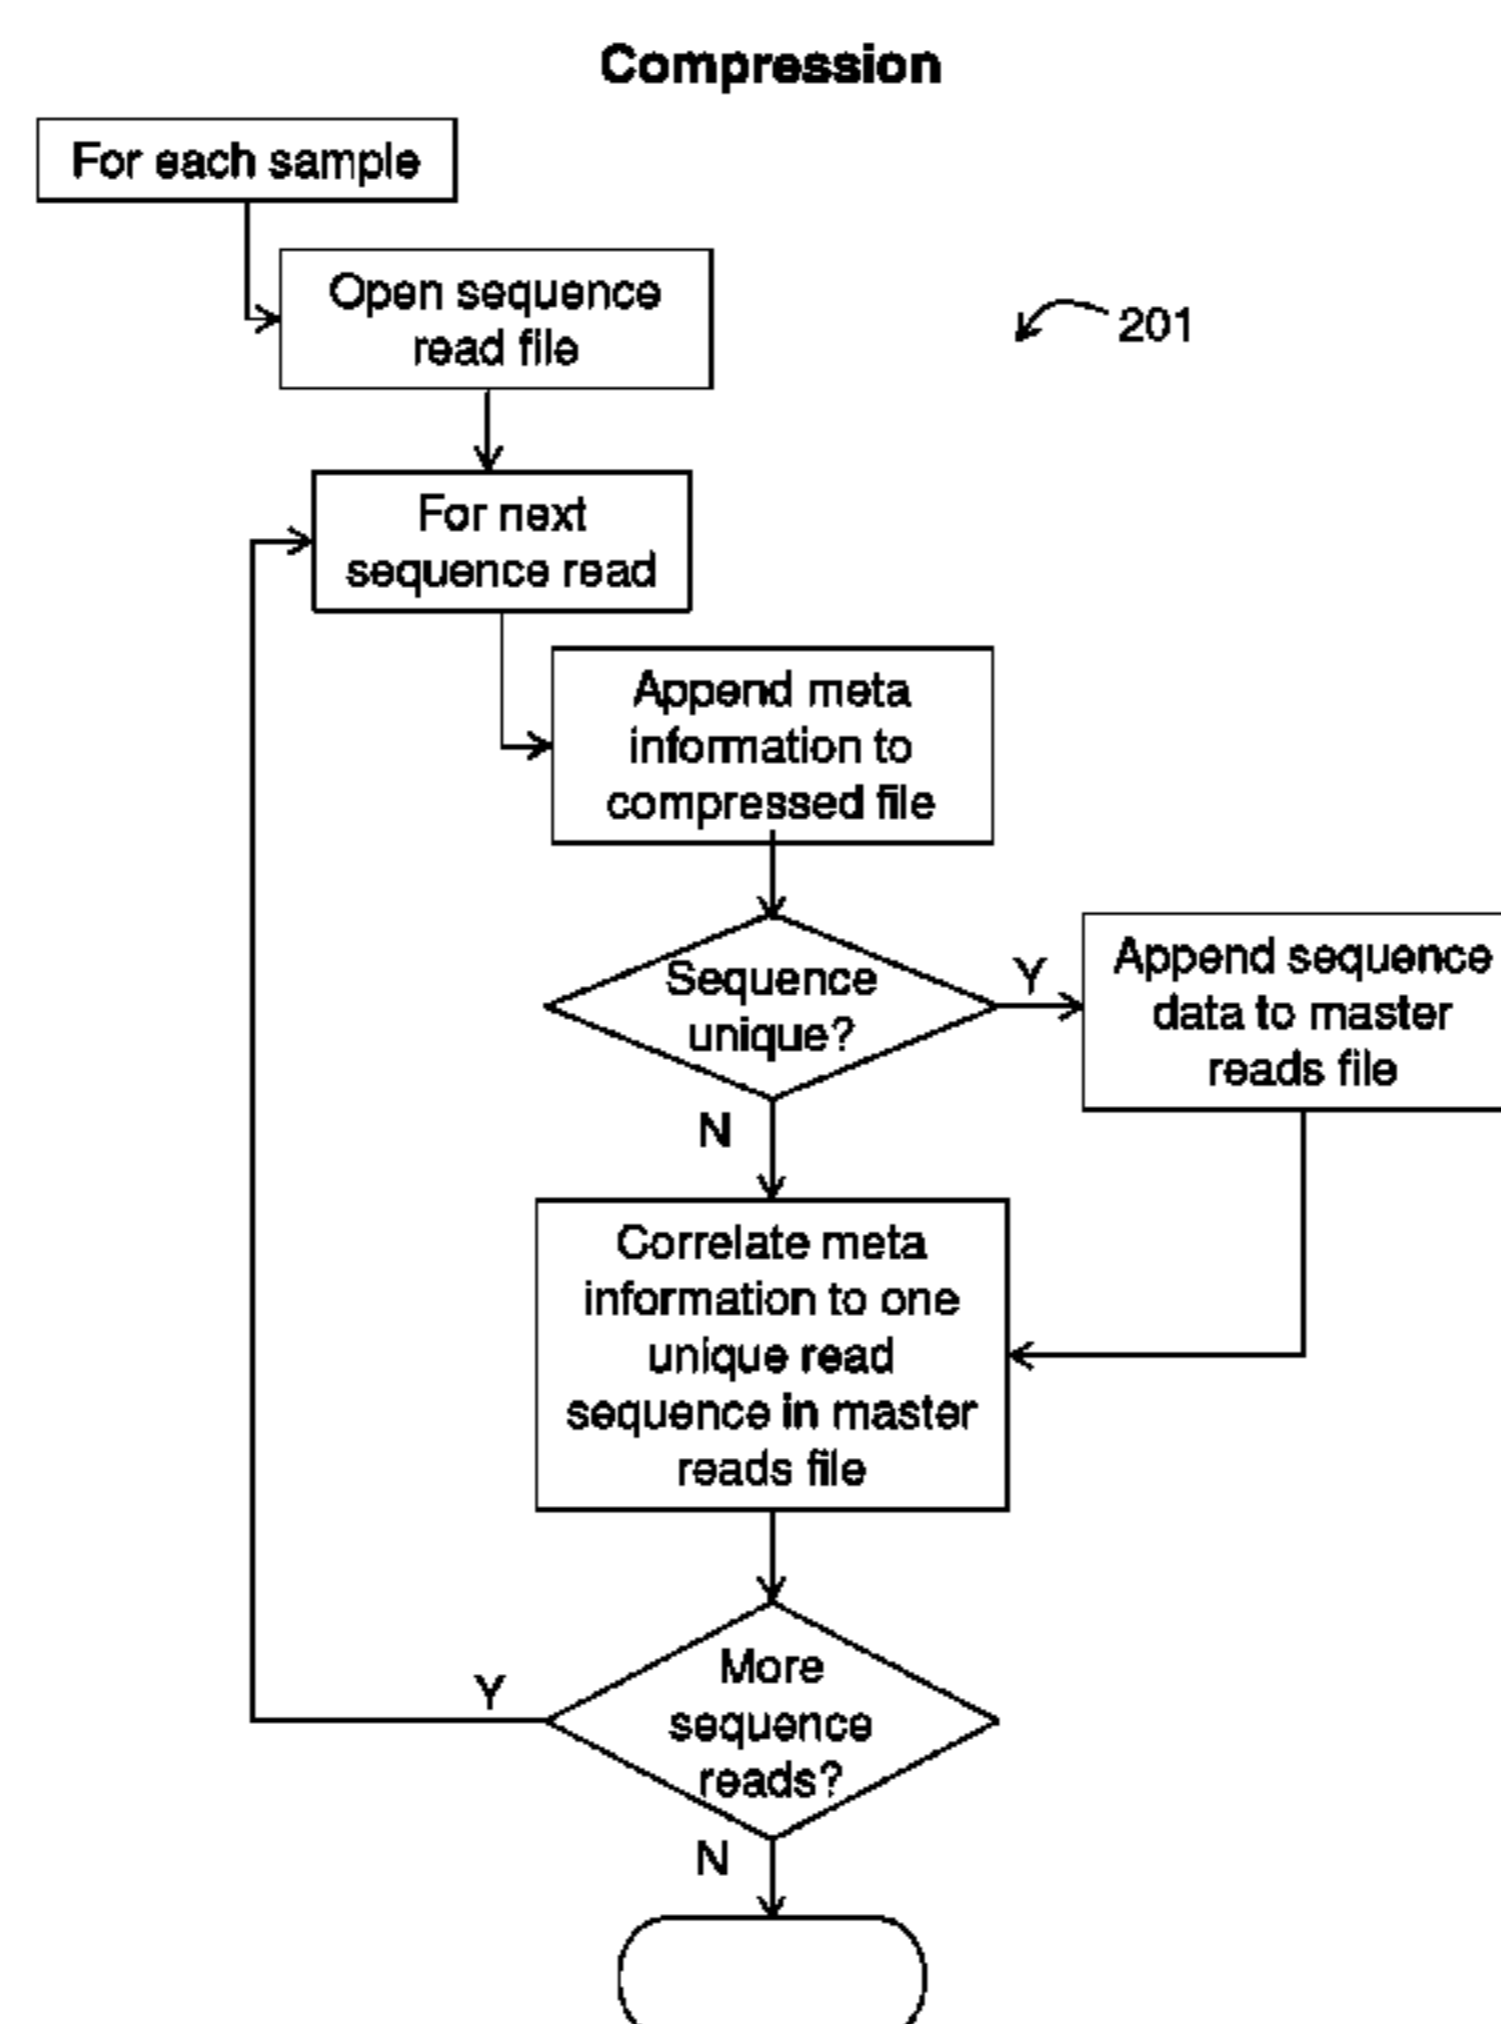 Compression
For each sample
Open sequence
read file
201
For next
sequence read
Append meta
information to
compressed file
Sequence
unique?
Y
Append sequence
data to master
reads file
N
Correlate meta
information to one
unique read
sequence in master
reads file
More
sequence
reads?
Y
N